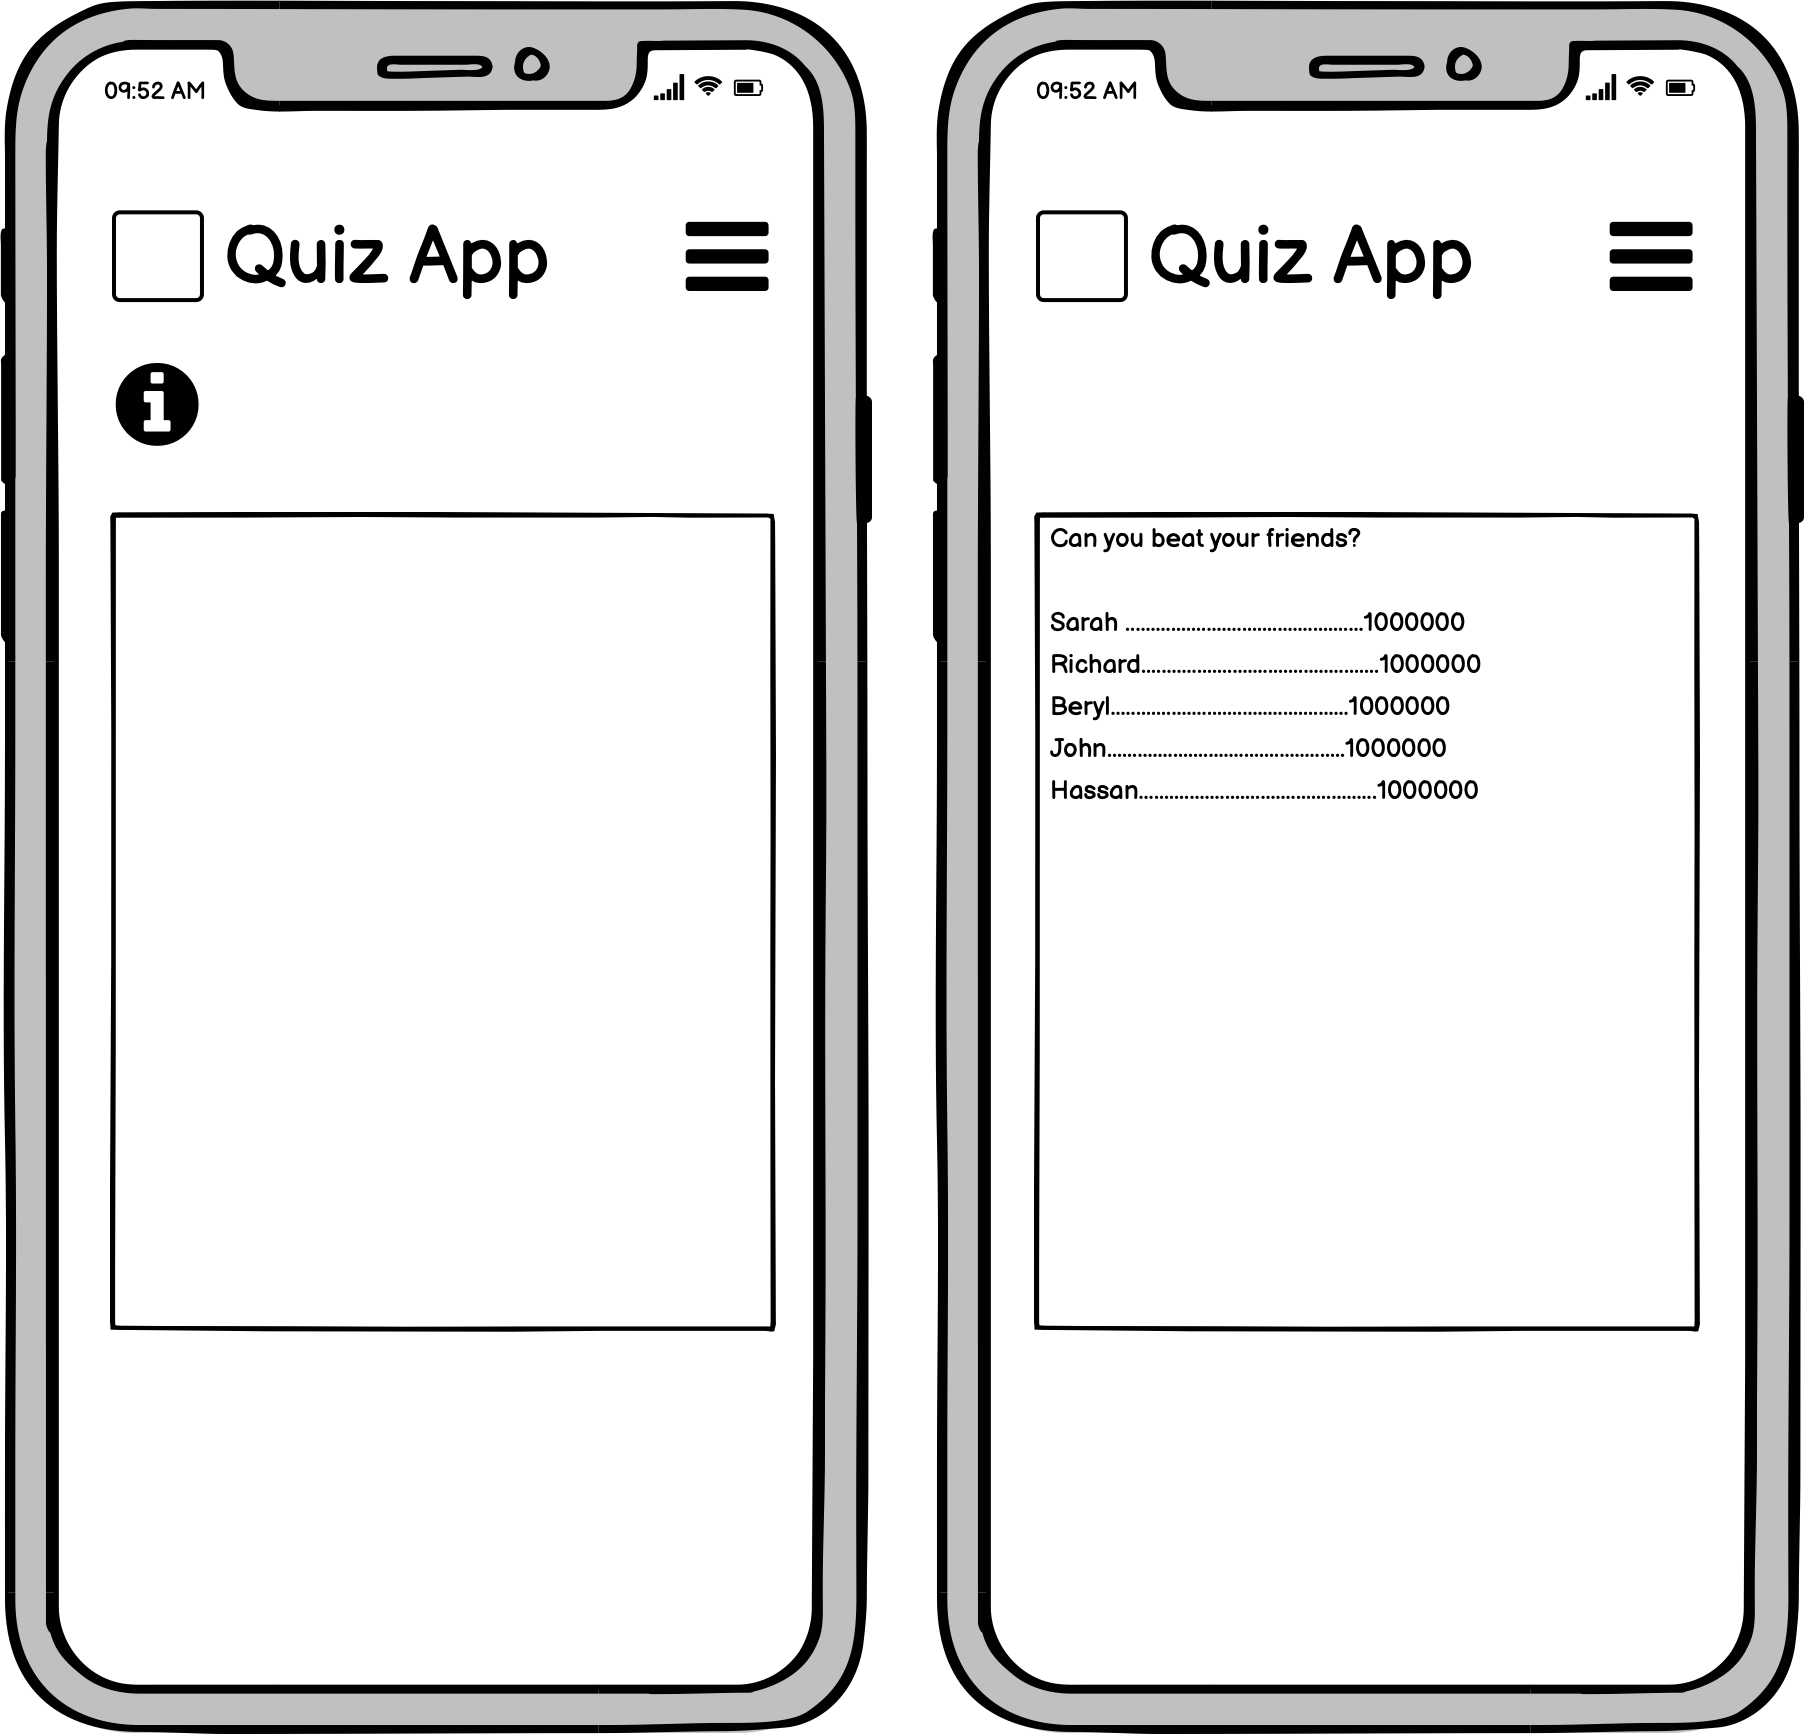 09:52 AM
Quiz App
09:52 AM
Quiz App
Can you beat your friends?
Sarah ...............................................1000000
Richard...............................................1000000
Beryl...............................................1000000
John...............................................1000000
Hassan...............................................1000000